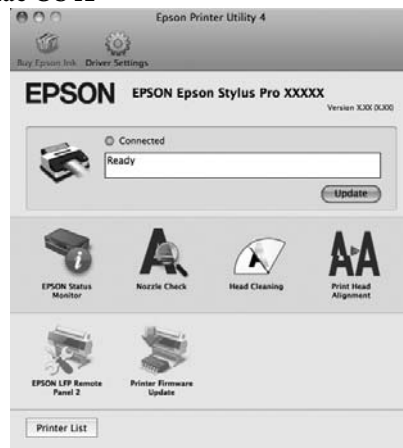 Epson Printer Utility 4
Buy Epson Ink Driver Settings
EPSON EPSON Epson Stylus Pro XXXXX
Version X.XX (X.XX)
Connected
Ready
Update
EPSON Status
Monitor
Nozzle Check
Head Cleaning
Print Head
Alignment
EPSON LFP Remote
Panel 2
Printer Firmware
Update
Printer List